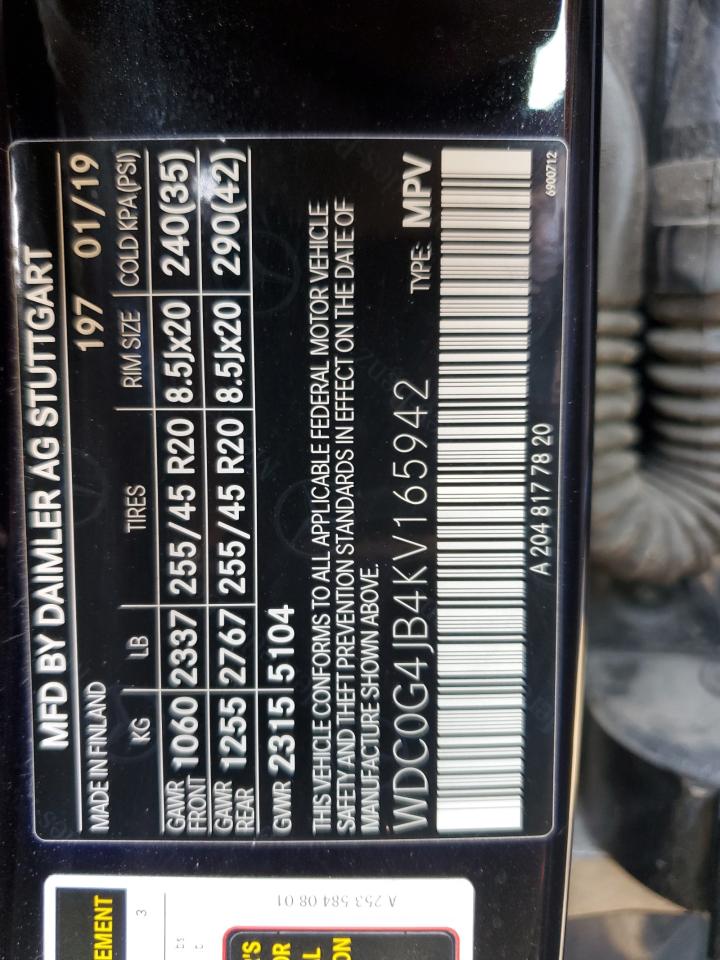 MFD BY DAIMLER AG STUTTGART
MADE IN FINLAND 197 01/19
KG LB TIRES RIM SIZE COLD KPA(PSI)
GAWR FRONT 1060 2337 255/45 R20 8.5Jx20 240(35)
GAWR REAR 1255 2767 255/45 R20 8.5Jx20 290(42)
GVWR 2315 5104
THIS VEHICLE CONFORMS TO ALL APPLICABLE FEDERAL MOTOR VEHICLE
SAFETY AND THEFT PREVENTION STANDARDS IN EFFECT ON THE DATE OF
MANUFACTURE SHOWN ABOVE.
WDC0G4JB4KV165942 TYPE: MPV
A 204 817 78 20
6900712
A 253 584 08 01
EMENT
3